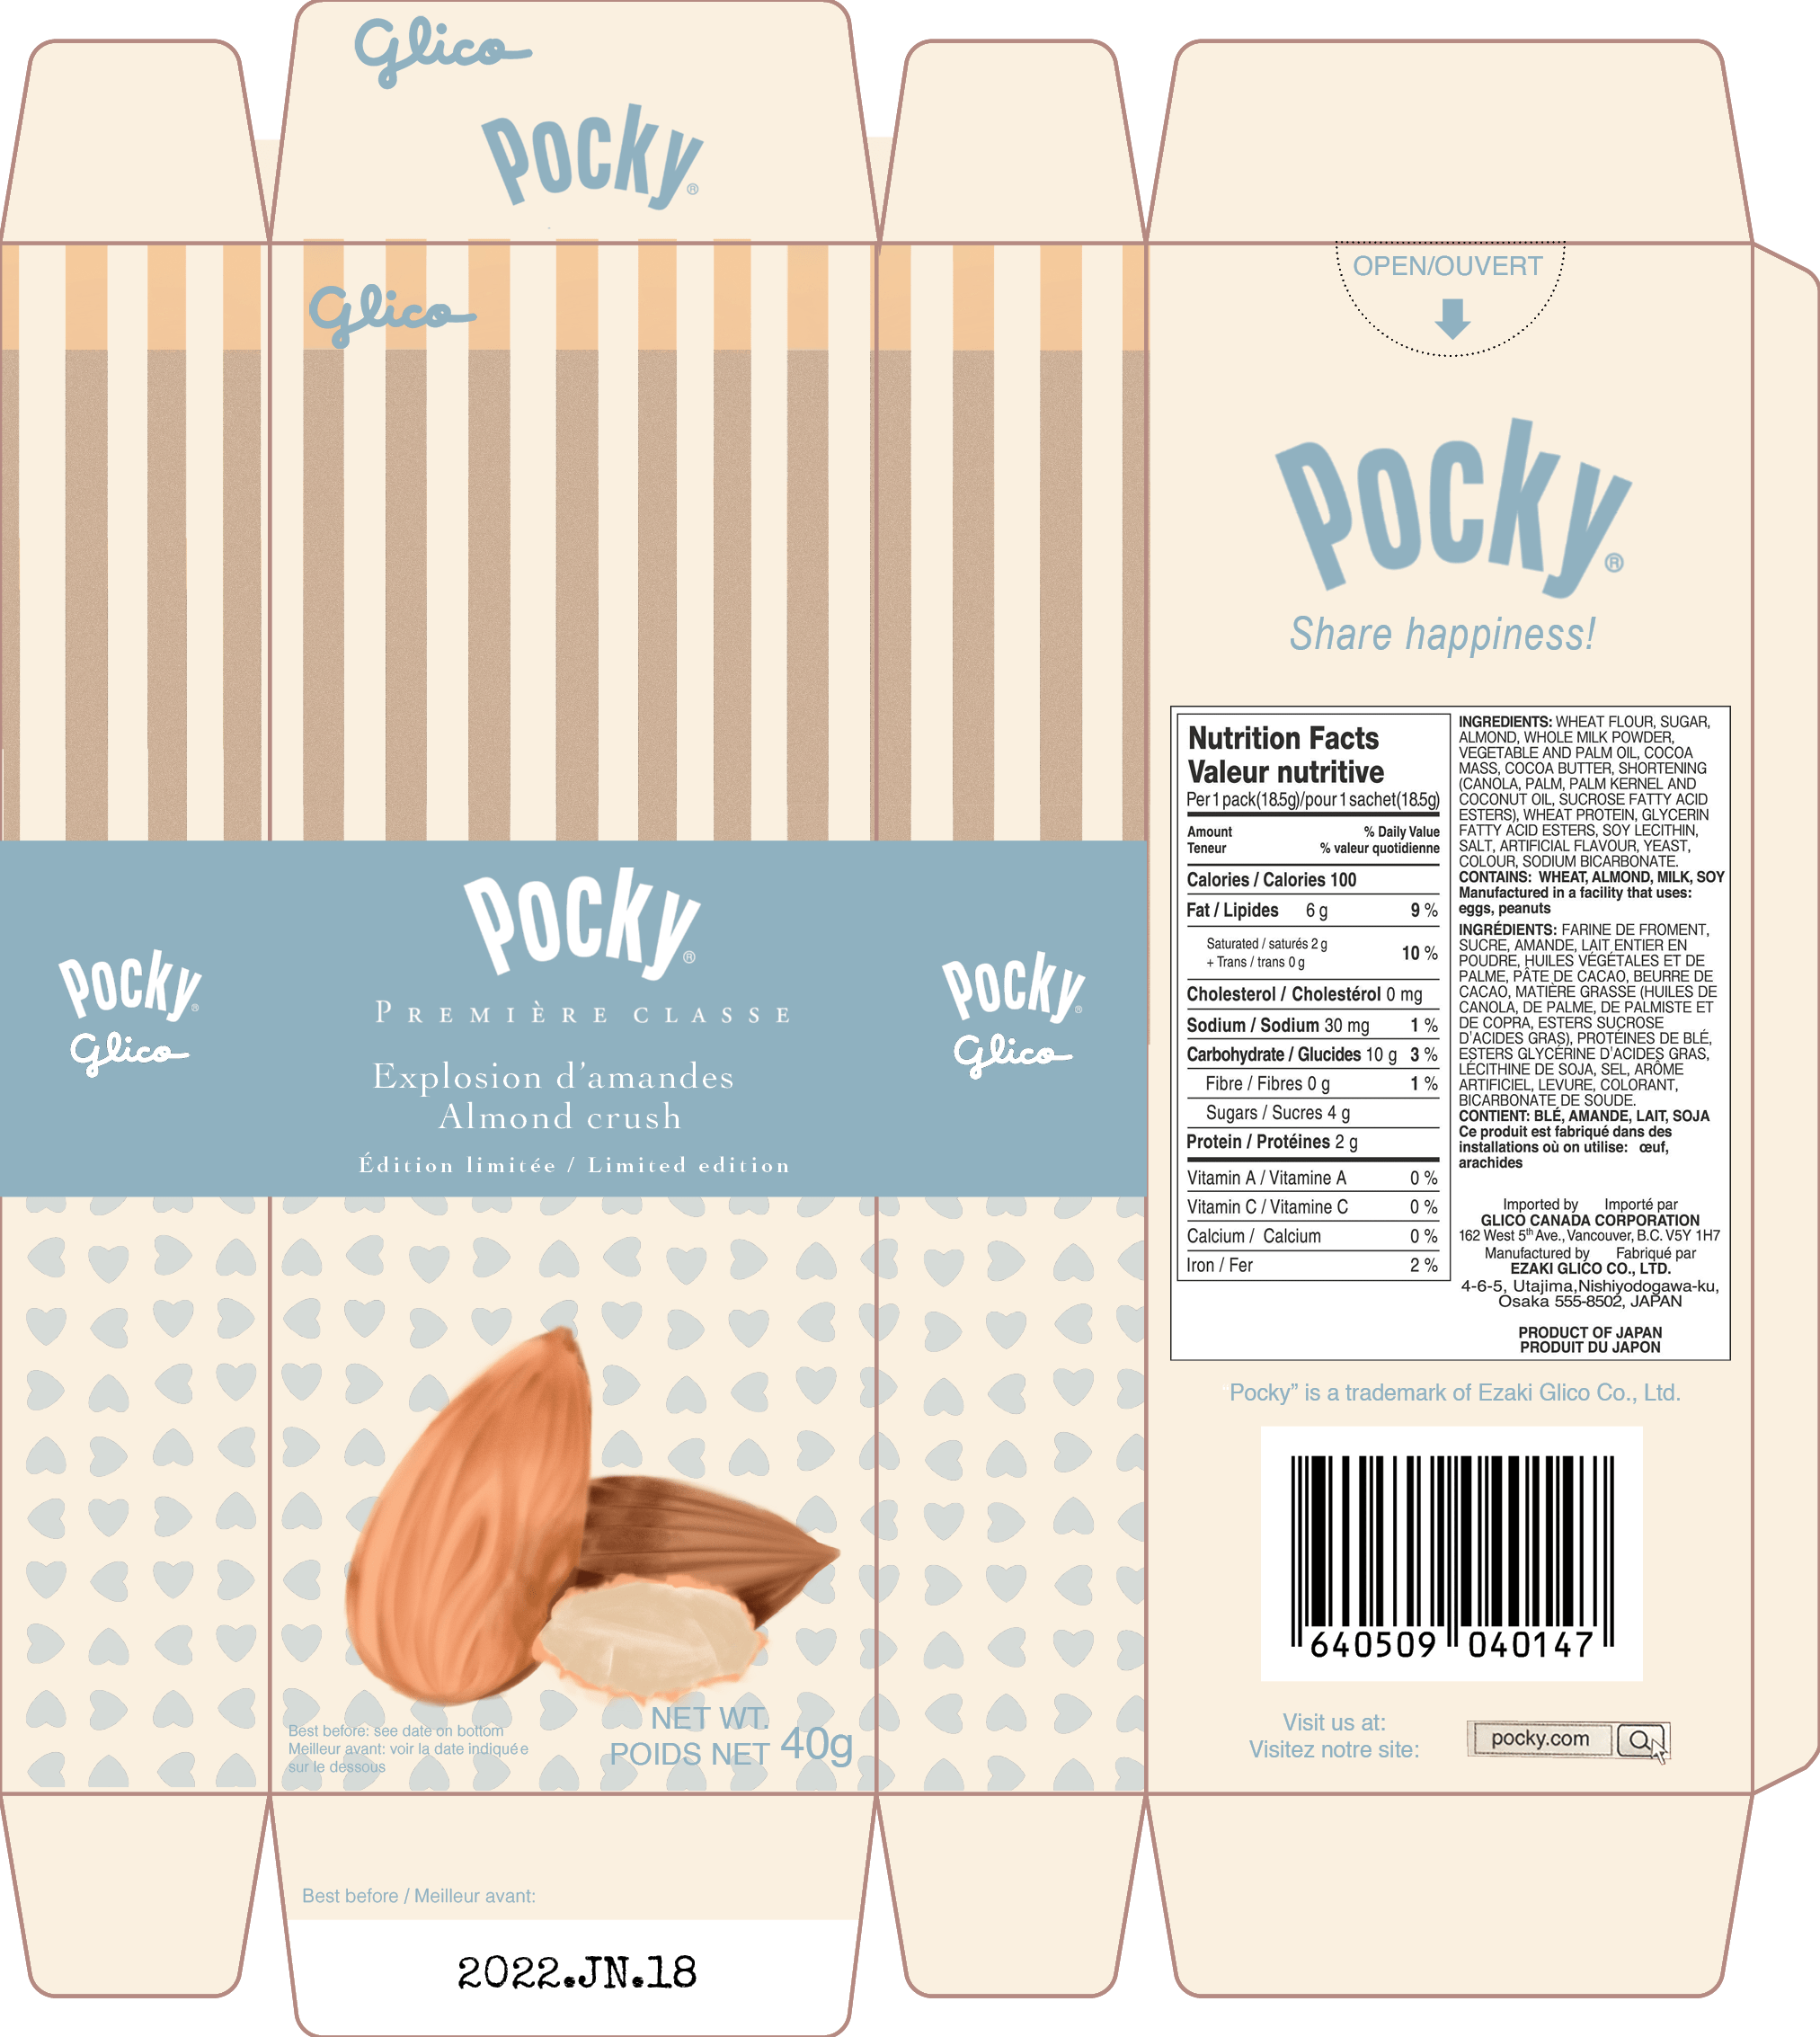 Glico
Pocky®
Glico
Pocky®
Glico
Pocky®
PREMIÈRE CLASSE
Explosion d'amandes
Almond crush
Édition limitée / Limited edition
Pocky®
Glico
Best before: see date on bottom
Meilleur avant: voir la date indiquée
sur le dessous
NET WT.
POIDS NET 40g
Best before / Meilleur avant:
2022.JN.18
OPEN/OUVERT
Pocky®
Share happiness!
Nutrition Facts
Valeur nutritive
Per 1 pack(18.5g)/pour 1 sachet(18.5g)
Amount % Daily Value
Teneur % valeur quotidienne
Calories / Calories 100
Fat / Lipides 6 g 9 %
Saturated / saturés 2 g
+ Trans / trans 0 g 10 %
Cholesterol / Cholestérol 0 mg
Sodium / Sodium 30 mg 1 %
Carbohydrate / Glucides 10 g 3 %
Fibre / Fibres 0 g 1 %
Sugars / Sucres 4 g
Protein / Protéines 2 g
Vitamin A / Vitamine A 0 %
Vitamin C / Vitamine C 0 %
Calcium / Calcium 0 %
Iron / Fer 2 %
INGREDIENTS: WHEAT FLOUR, SUGAR,
ALMOND, WHOLE MILK POWDER,
VEGETABLE AND PALM OIL, COCOA
MASS, COCOA BUTTER, SHORTENING
(CANOLA, PALM, PALM KERNEL AND
COCONUT OIL, SUCROSE FATTY ACID
ESTERS), WHEAT PROTEIN, GLYCERIN
FATTY ACID ESTERS, SOY LECITHIN,
SALT, ARTIFICIAL FLAVOUR, YEAST,
COLOUR, SODIUM BICARBONATE.
CONTAINS: WHEAT, ALMOND, MILK, SOY
Manufactured in a facility that uses:
eggs, peanuts
INGRÉDIENTS: FARINE DE FROMENT,
SUCRE, AMANDE, LAIT ENTIER EN
POUDRE, HUILES VÉGÉTALES ET DE
PALME, PÂTE DE CACAO, BEURRE DE
CACAO, MATIÈRE GRASSE (HUILES DE
CANOLA, DE PALME, DE PALMISTE ET
DE COPRA, ESTERS SUCROSE
D'ACIDES GRAS), PROTÉINES DE BLÉ,
ESTERS GLYCÉRINE D'ACIDES GRAS,
LÉCITHINE DE SOJA, SEL, ARÔME
ARTIFICIEL, LEVURE, COLORANT,
BICARBONATE DE SOUDE.
CONTIENT: BLÉ, AMANDE, LAIT, SOJA
Ce produit est fabriqué dans des
installations où on utilise: œuf,
arachides
Imported by Importé par
GLICO CANADA CORPORATION
162 West 5th Ave., Vancouver, B.C. V5Y 1H7
Manufactured by Fabriqué par
EZAKI GLICO CO., LTD.
4-6-5, Utajima,Nishiyodogawa-ku,
Osaka 555-8502, JAPAN
PRODUCT OF JAPAN
PRODUIT DU JAPON
"Pocky" is a trademark of Ezaki Glico Co., Ltd.
640509 040147
Visit us at:
Visitez notre site:
pocky.com